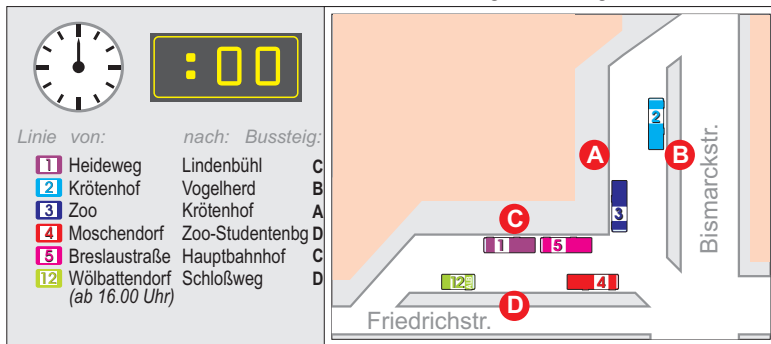 :00
Linie von: nach: Bussteig:
1 Heideweg Lindenbühl C
2 Krötenhof Vogelherd B
3 Zoo Krötenhof A
4 Moschendorf Zoo-Studentenbg D
5 Breslaustraße Hauptbahnhof C
12 Wölbattendorf Schloßweg D
(ab 16.00 Uhr)
2
A
B
3
Bismarckstr.
C
1
5
12
4
D
Friedrichstr.